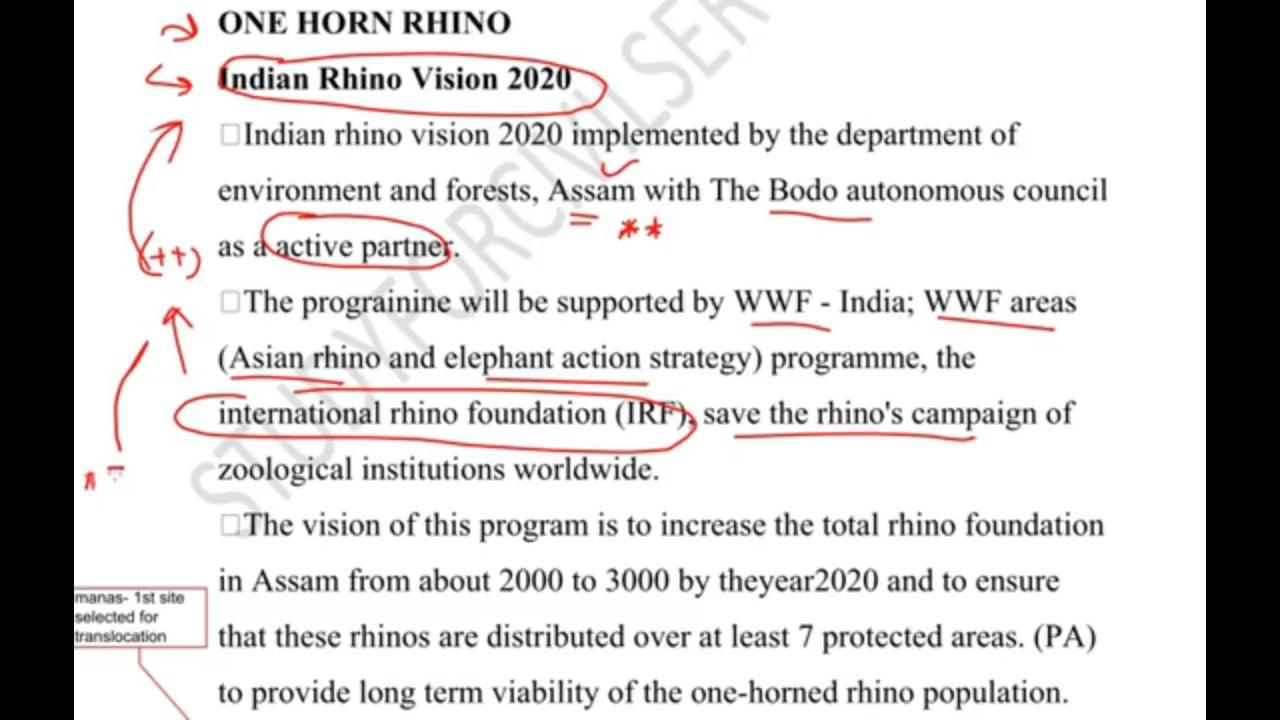 ONE HORN RHINO
Indian Rhino Vision 2020
Indian rhino vision 2020 implemented by the department of
environment and forests, Assam with The Bodo autonomous council
as a active partner.
(++)
The prograinine will be supported by WWF - India; WWF areas
(Asian rhino and elephant action strategy) programme, the
international rhino foundation (IRF), save the rhino's campaign of
zoological institutions worldwide.
The vision of this program is to increase the total rhino foundation
in Assam from about 2000 to 3000 by theyear2020 and to ensure
that these rhinos are distributed over at least 7 protected areas. (PA)
to provide long term viability of the one-horned rhino population.
manas- 1st site
selected for
translocation